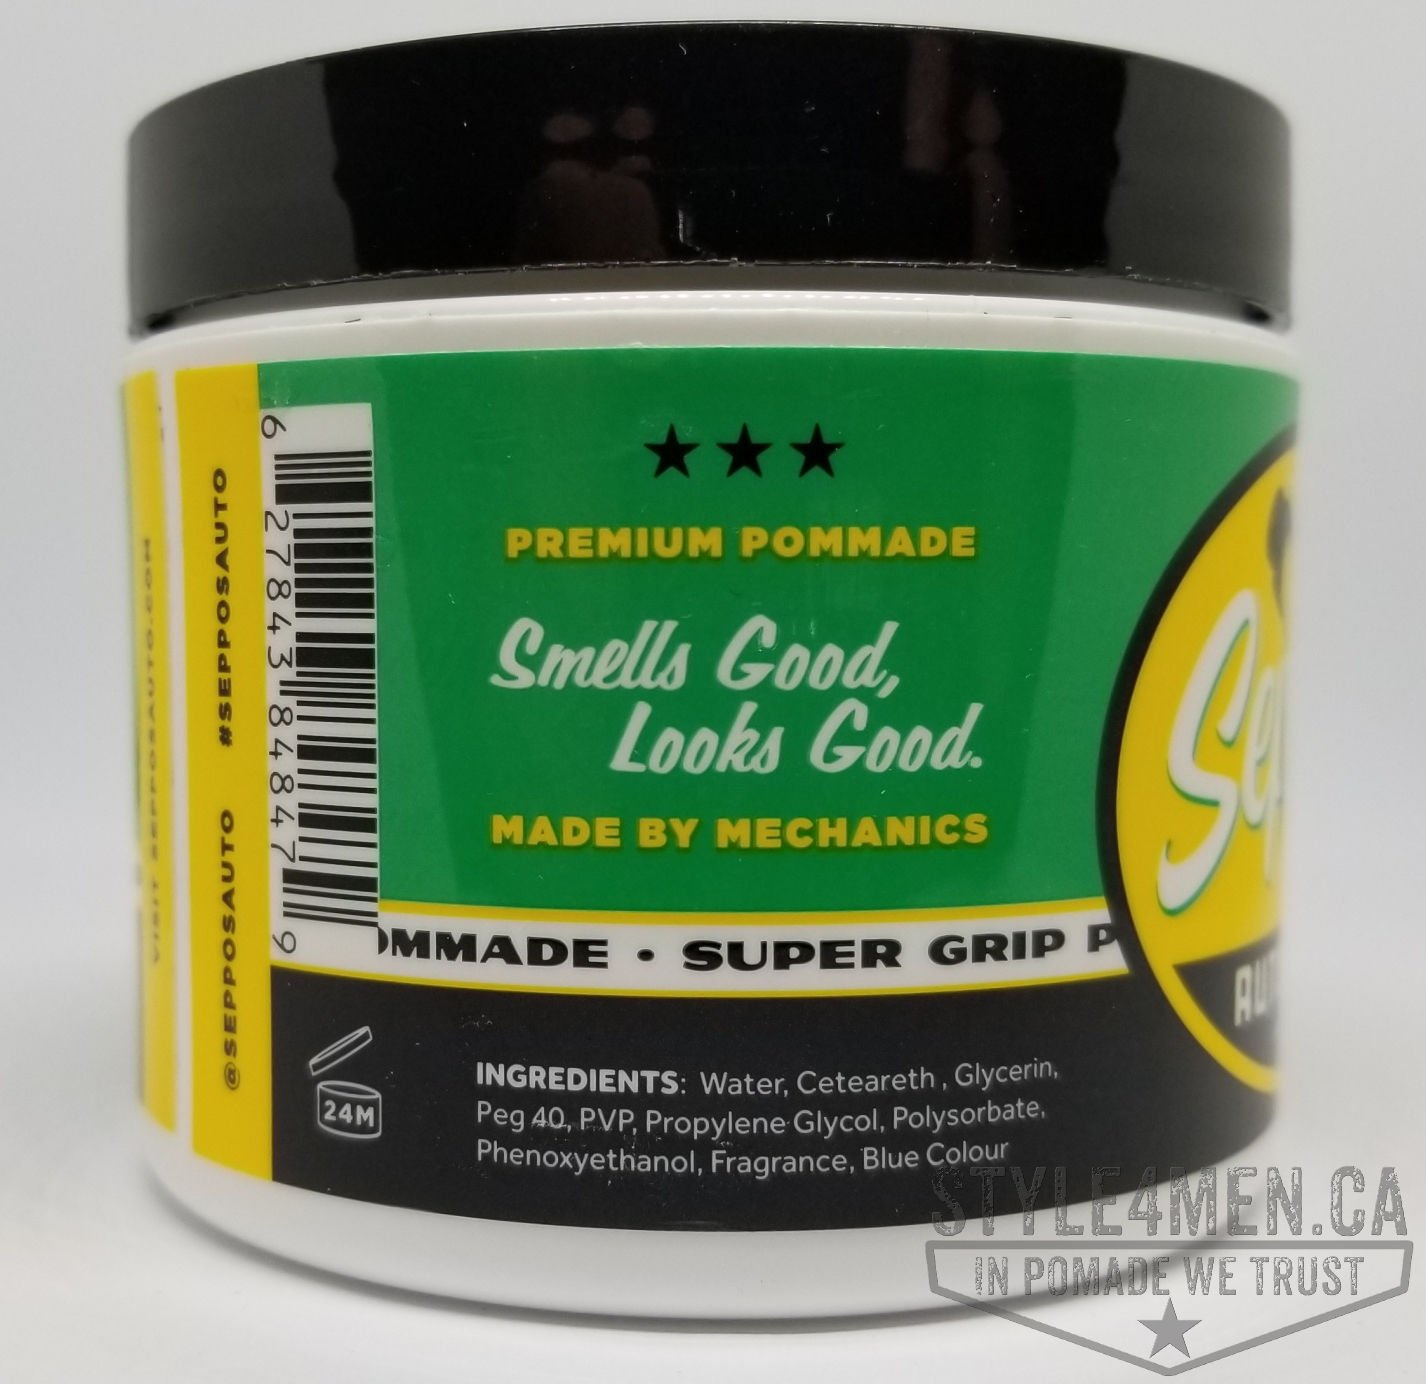 PREMIUM POMMADE
Smells Good,
Looks Good.
MADE BY MECHANICS
OMMADE • SUPER GRIP P
INGREDIENTS: Water, Ceteareth , Glycerin,
Peg 40, PVP, Propylene Glycol, Polysorbate,
Phenoxyethanol, Fragrance, Blue Colour
24M
6 27843 84847 9
@SEPPOSAUTO #SEPPOSAUTO
VISIT SEPPOSAUTO.COM
Sep
AUT
STYLE4MEN.CA
IN POMADE WE TRUST